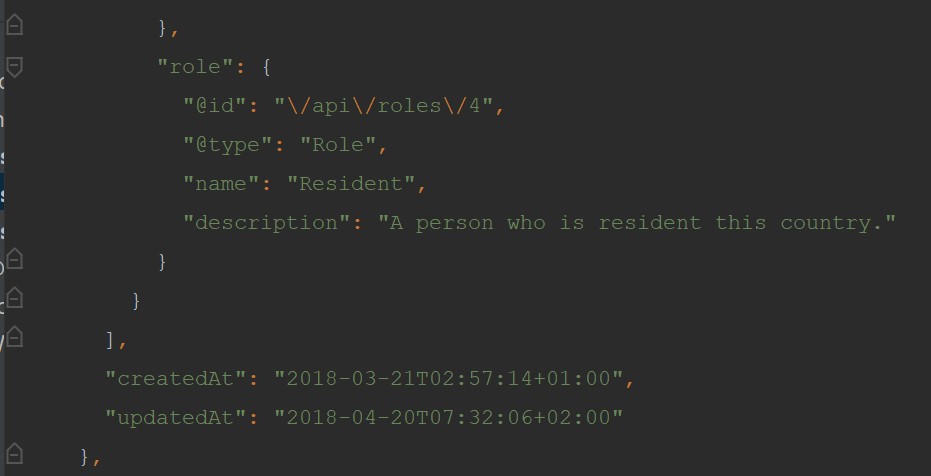 },
"role": {
"@id": "\/api\/roles\/4",
"@type": "Role",
"name": "Resident",
"description": "A person who is resident this country."
}
}
],
"createdAt": "2018-03-21T02:57:14+01:00",
"updatedAt": "2018-04-20T07:32:06+02:00"
},